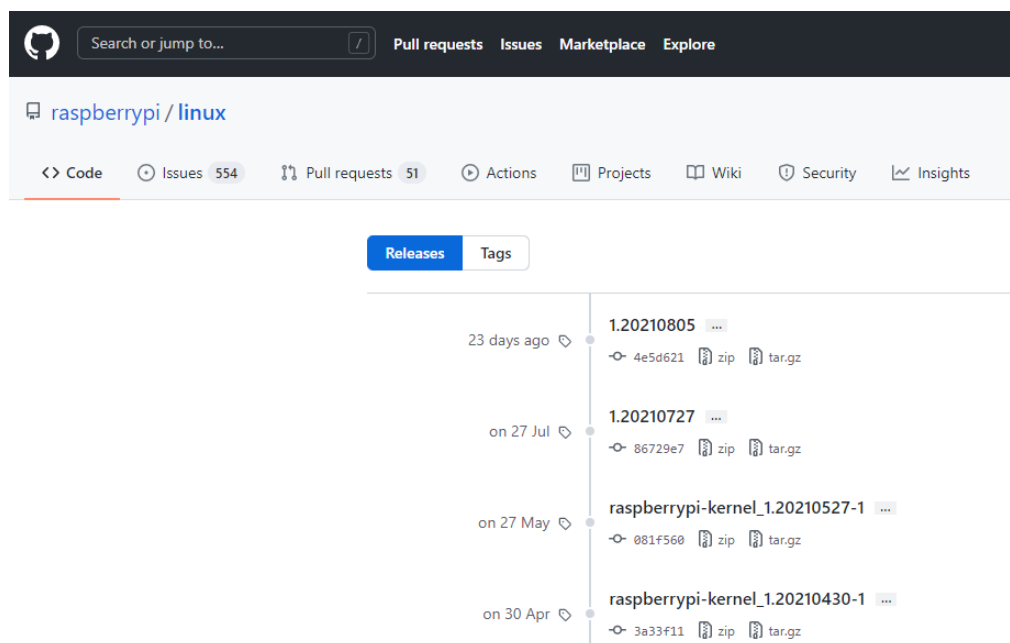 Search or jump to... / Pull requests Issues Marketplace Explore
raspberrypi / linux
<> Code Issues 554 Pull requests 51 Actions Projects Wiki Security Insights
Releases Tags
1.20210805 ...
23 days ago
4e5d621 zip tar.gz
1.20210727 ...
on 27 Jul
86729e7 zip tar.gz
raspberrypi-kernel_1.20210527-1 ...
on 27 May
081f560 zip tar.gz
raspberrypi-kernel_1.20210430-1 ...
on 30 Apr
3a33f11 zip tar.gz